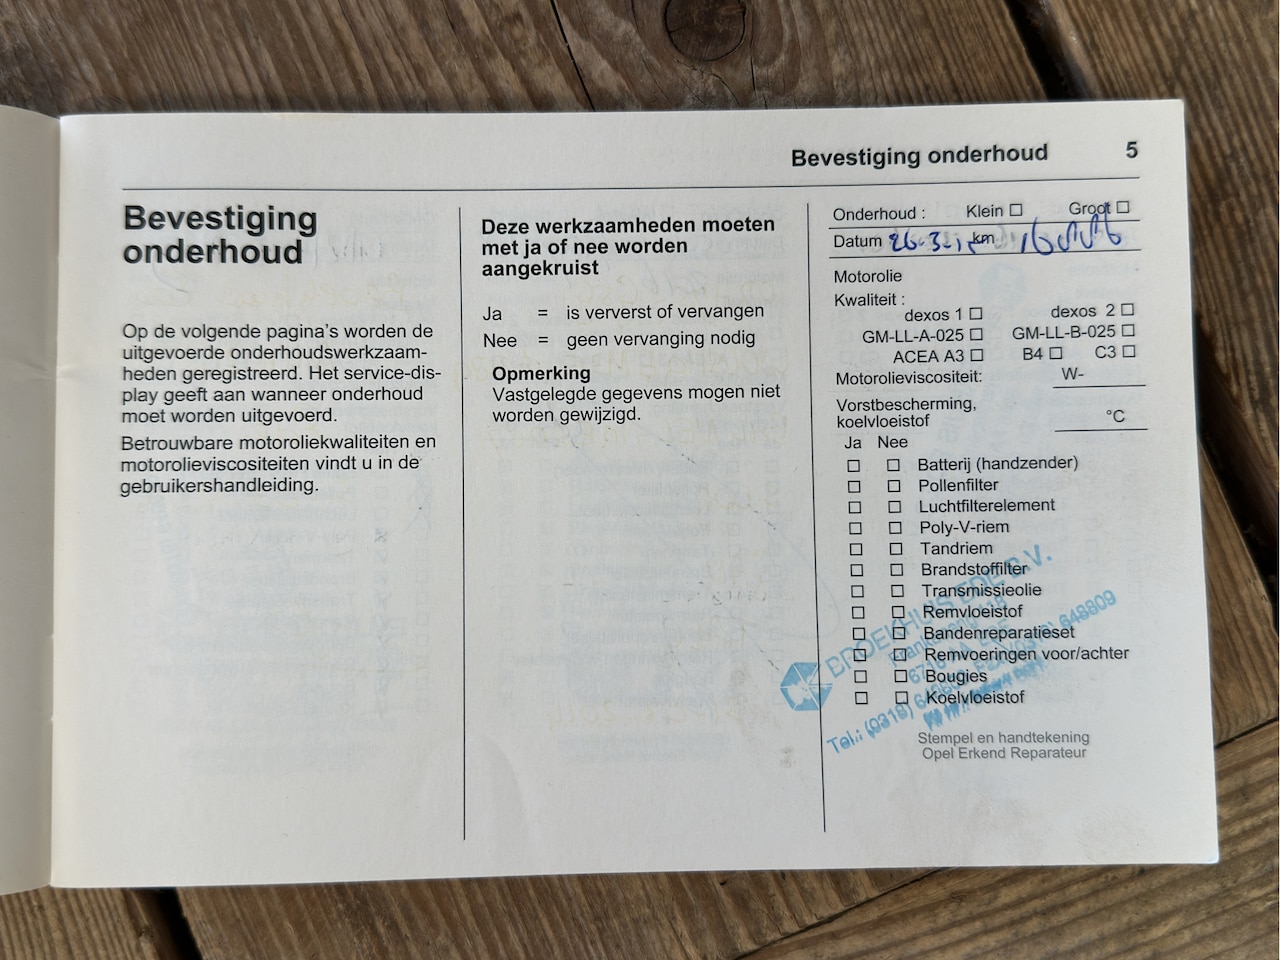 Bevestiging onderhoud 5
Bevestiging
onderhoud
Op de volgende pagina's worden de
uitgevoerde onderhoudswerkzaam-
heden geregistreerd. Het service-dis-
play geeft aan wanneer onderhoud
moet worden uitgevoerd.
Betrouwbare motoroliekwaliteiten en
motorolieviscositeiten vindt u in de
gebruikershandleiding.
Deze werkzaamheden moeten
met ja of nee worden
aangekruist
Ja = is ververst of vervangen
Nee = geen vervanging nodig
Opmerking
Vastgelegde gegevens mogen niet
worden gewijzigd.
Onderhoud : Klein □ Groot □
Datum km
Motorolie
Kwaliteit :
dexos 1 □ dexos 2 □
GM-LL-A-025 □ GM-LL-B-025 □
ACEA A3 □ B4 □ C3 □
Motorolieviscositeit: W-
Vorstbescherming,
koelvloeistof °C
Ja Nee
□ □ Batterij (handzender)
□ □ Pollenfilter
□ □ Luchtfilterelement
□ □ Poly-V-riem
□ □ Tandriem
□ □ Brandstoffilter
□ □ Transmissieolie
□ □ Remvloeistof
□ □ Bandenreparatieset
□ □ Remvoeringen voor/achter
□ □ Bougies
□ □ Koelvloeistof
BROEKHUIS EDE B.V.
Tel.: (0318) 648809
Stempel en handtekening
Opel Erkend Reparateur